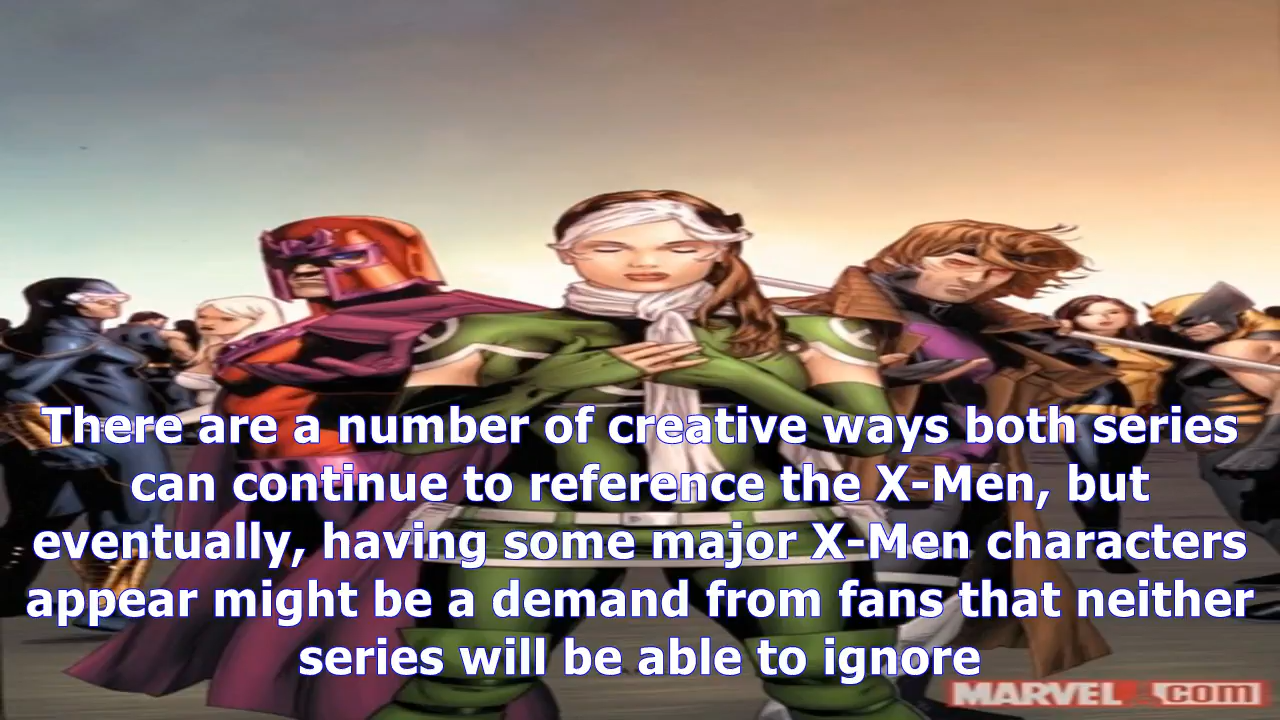 There are a number of creative ways both series
can continue to reference the X-Men, but
eventually, having some major X-Men characters
appear might be a demand from fans that neither
series will be able to ignore
MARVEL.com